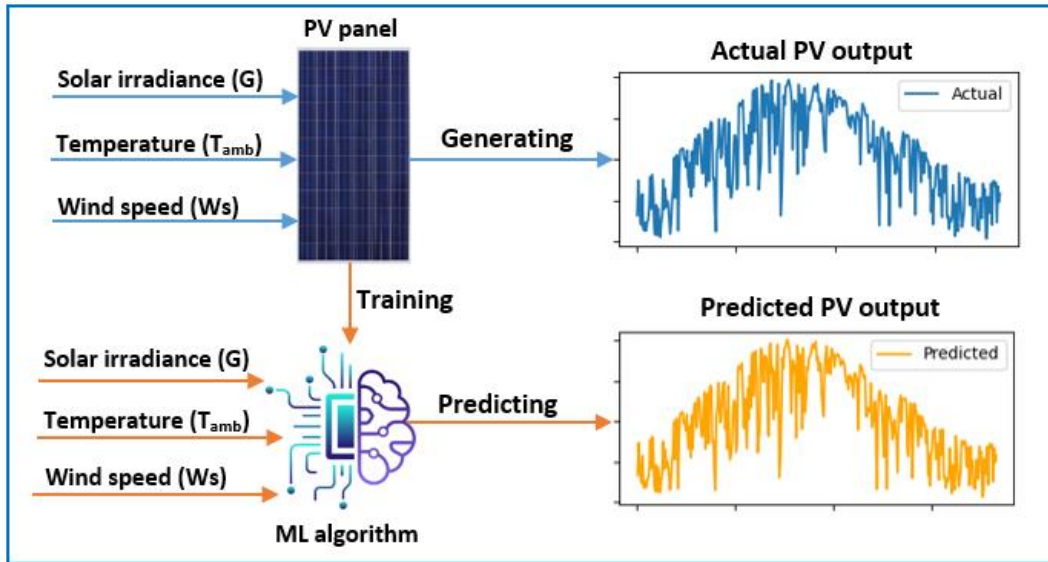 PV panel
Solar irradiance (G)
Temperature (Tamb)
Wind speed (Ws)
Generating
Actual PV output
Actual
Training
Solar irradiance (G)
Temperature (Tamb)
Wind speed (Ws)
ML algorithm
Predicting
Predicted PV output
Predicted